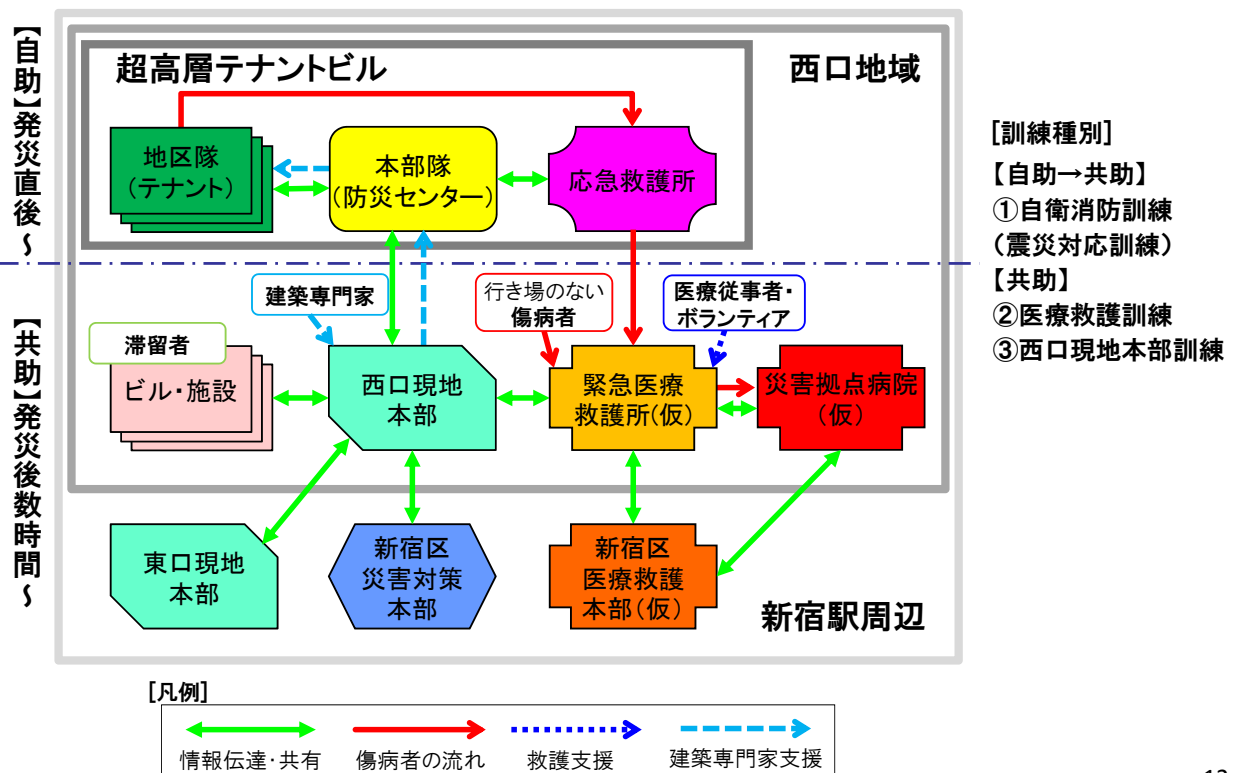 【自助】発災直後～
超高層テナントビル
西口地域
地区隊
(テナント)
本部隊
(防災センター)
応急救護所
【共助】発災後数時間～
建築専門家
行き場のない
傷病者
医療従事者・
ボランティア
滞留者
ビル・施設
西口現地
本部
緊急医療
救護所(仮)
災害拠点病院
(仮)
東口現地
本部
新宿区
災害対策
本部
新宿区
医療救護
本部(仮)
新宿駅周辺
[訓練種別]
【自助→共助】
①自衛消防訓練
(震災対応訓練)
【共助】
②医療救護訓練
③西口現地本部訓練
[凡例]
情報伝達・共有
傷病者の流れ
救護支援
建築専門家支援